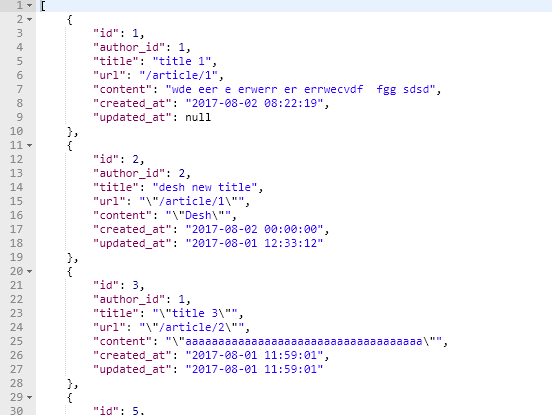 1 [
2 {
3 "id": 1,
4 "author_id": 1,
5 "title": "title 1",
6 "url": "/article/1",
7 "content": "wde eer e erwerr er errwecvdf  fgg sdsd",
8 "created_at": "2017-08-02 08:22:19",
9 "updated_at": null
10 },
11 {
12 "id": 2,
13 "author_id": 2,
14 "title": "desh new title",
15 "url": "\"/article/1\"",
16 "content": "\"Desh\"",
17 "created_at": "2017-08-02 00:00:00",
18 "updated_at": "2017-08-01 12:33:12"
19 },
20 {
21 "id": 3,
22 "author_id": 1,
23 "title": "\"title 3\"",
24 "url": "\"/article/2\"",
25 "content": "\"aaaaaaaaaaaaaaaaaaaaaaaaaaaaaaaaaaaa\"",
26 "created_at": "2017-08-01 11:59:01",
27 "updated_at": "2017-08-01 11:59:01"
28 },
29 {
30 "id": 5,